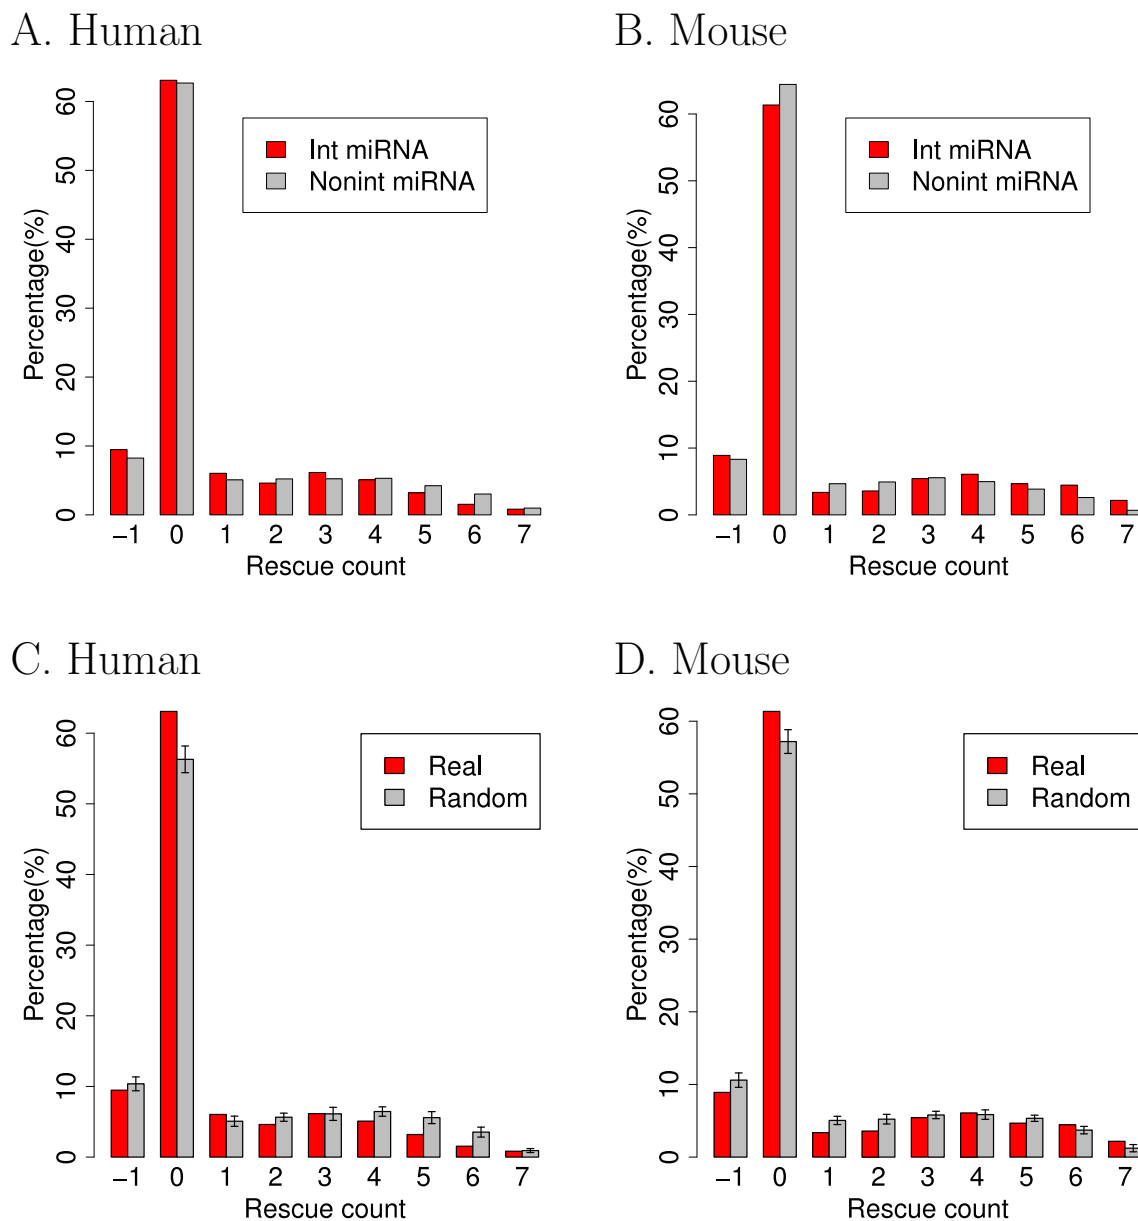 A. Human
Percentage(%)
0 10 20 30 40 50 60
Int miRNA
Nonint miRNA
−1 0 1 2 3 4 5 6 7
Rescue count
B. Mouse
Percentage(%)
0 10 20 30 40 50 60
Int miRNA
Nonint miRNA
−1 0 1 2 3 4 5 6 7
Rescue count
C. Human
Percentage(%)
0 10 20 30 40 50 60
Real
Random
−1 0 1 2 3 4 5 6 7
Rescue count
D. Mouse
Percentage(%)
0 10 20 30 40 50 60
Real
Random
−1 0 1 2 3 4 5 6 7
Rescue count